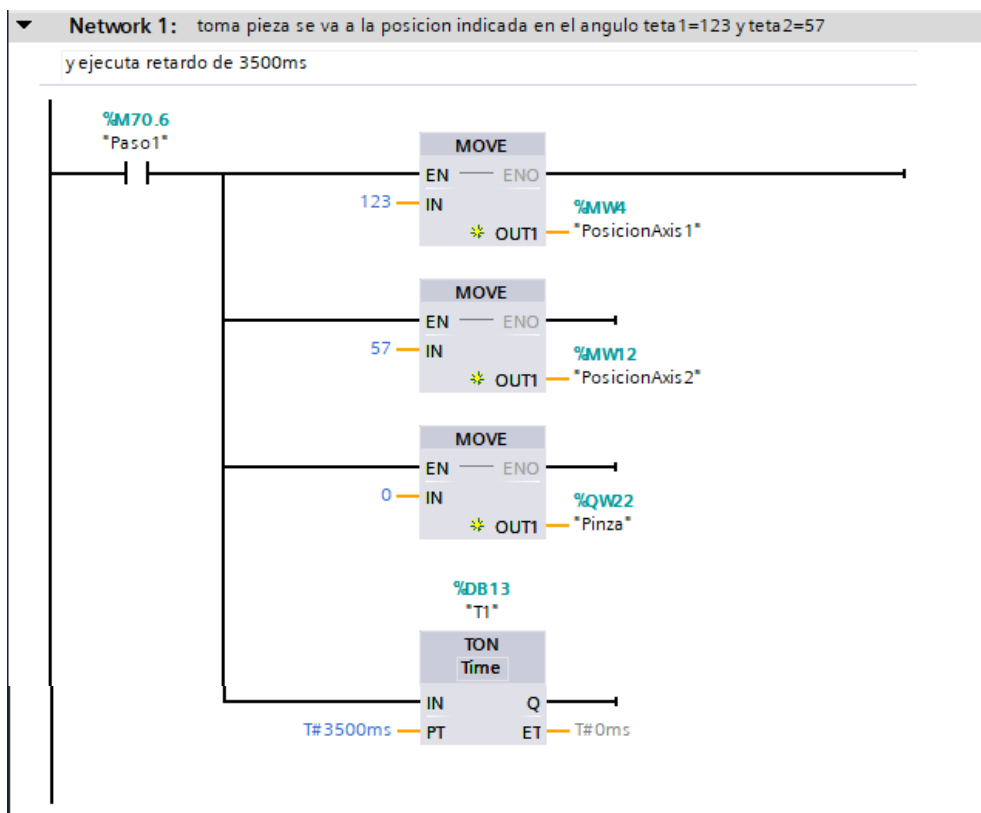 Network 1: toma pieza se va a la posicion indicada en el angulo teta1=123 y teta2=57
y ejecuta retardo de 3500ms
%M70.6
"Paso1"
MOVE
EN ENO
123 IN
%MW4
OUT1 "PosicionAxis1"
MOVE
EN ENO
57 IN
%MW12
OUT1 "PosicionAxis2"
MOVE
EN ENO
0 IN
%QW22
OUT1 "Pinza"
%DB13
"T1"
TON
Time
IN Q
T#3500ms PT ET T#0ms